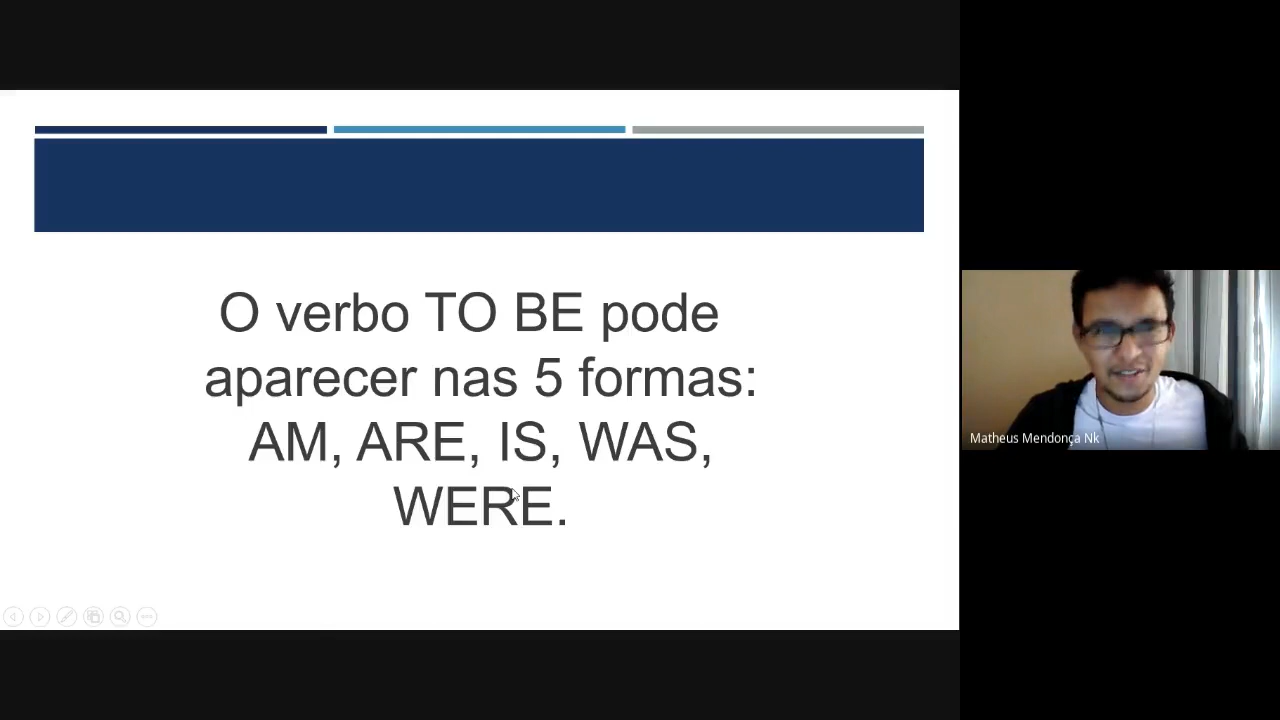 O verbo TO BE pode
aparecer nas 5 formas:
AM, ARE, IS, WAS,
WERE.
Matheus Mendonça Nk